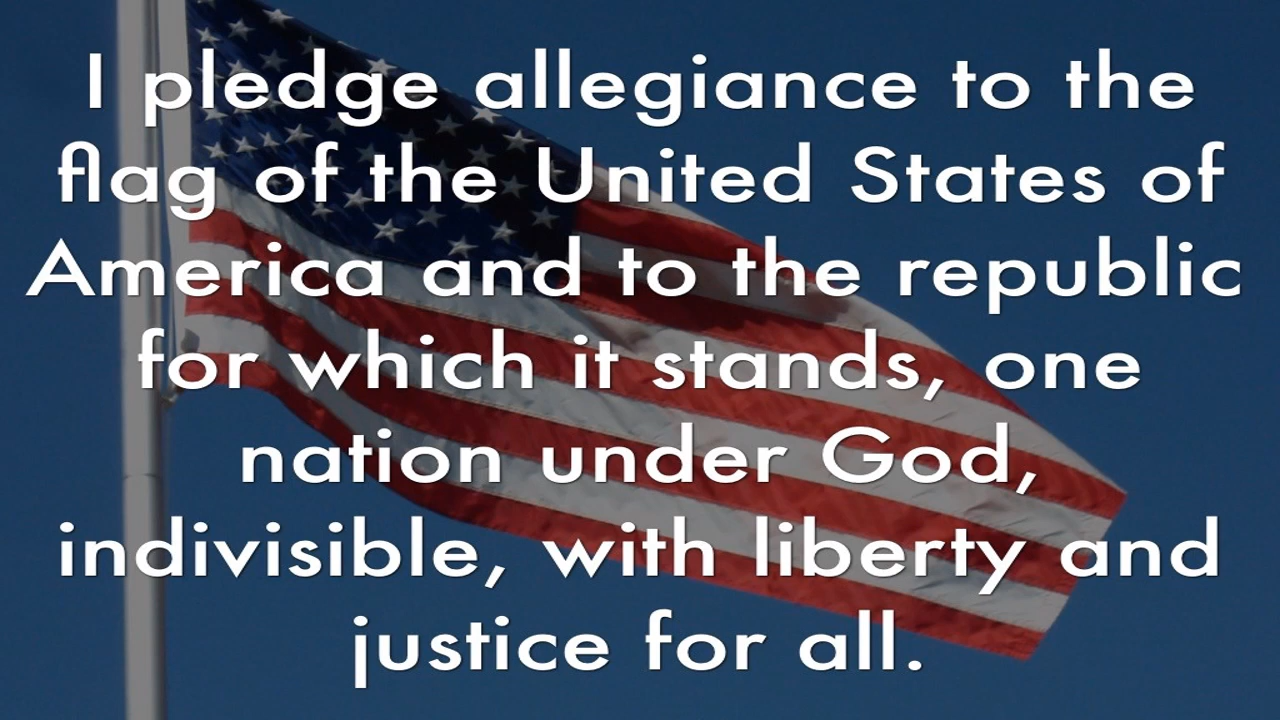 I pledge allegiance to the
flag of the United States of
America and to the republic
for which it stands, one
nation under God,
indivisible, with liberty and
justice for all.